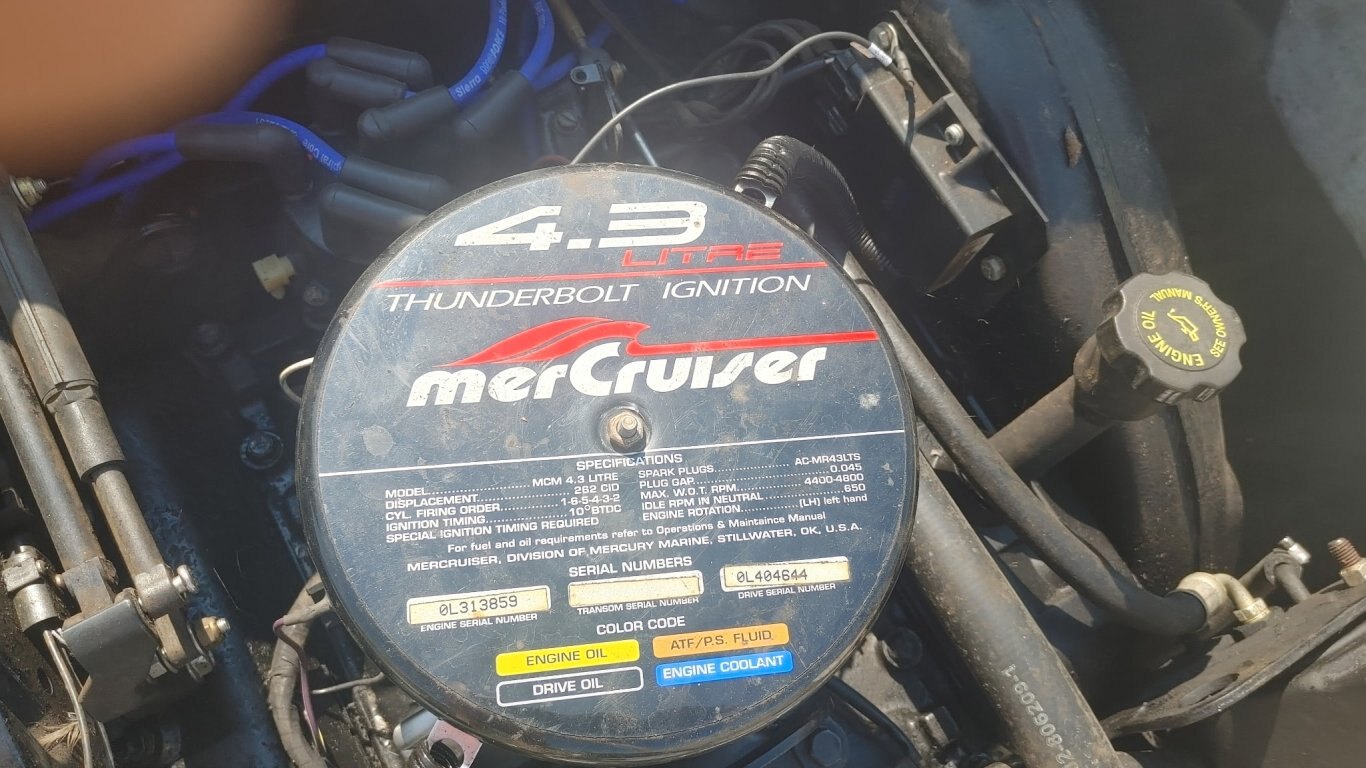 Sierra
Spiral Core
4.3
LITRE
THUNDERBOLT IGNITION
merCruiser
SPECIFICATIONS
MODEL....................MCM 4.3 LITRE
DISPLACEMENT....................262 CID
CYL FIRING ORDER............1-6-5-4-3-2
IGNITION TIMING....................10° BTDC
SPECIAL IGNITION TIMING REQUIRED
SPARK PLUGS....................AC-MR43LTS
PLUG GAP....................0.045
MAX. W.O.T. RPM....................4400-4800
IDLE RPM IN NEUTRAL....................650
ENGINE ROTATION............(LH) left hand
For fuel and oil requirements refer to Operations & Maintaince Manual
MERCRUISER, DIVISION OF MERCURY MARINE, STILLWATER, OK, U.S.A.
SERIAL NUMBERS
0L313859
ENGINE SERIAL NUMBER
TRANSOM SERIAL NUMBER
0L404644
DRIVE SERIAL NUMBER
COLOR CODE
ENGINE OIL
ATF/P.S. FLUID
DRIVE OIL
ENGINE COOLANT
ENGINE OIL
SEE OWNER'S MANUAL